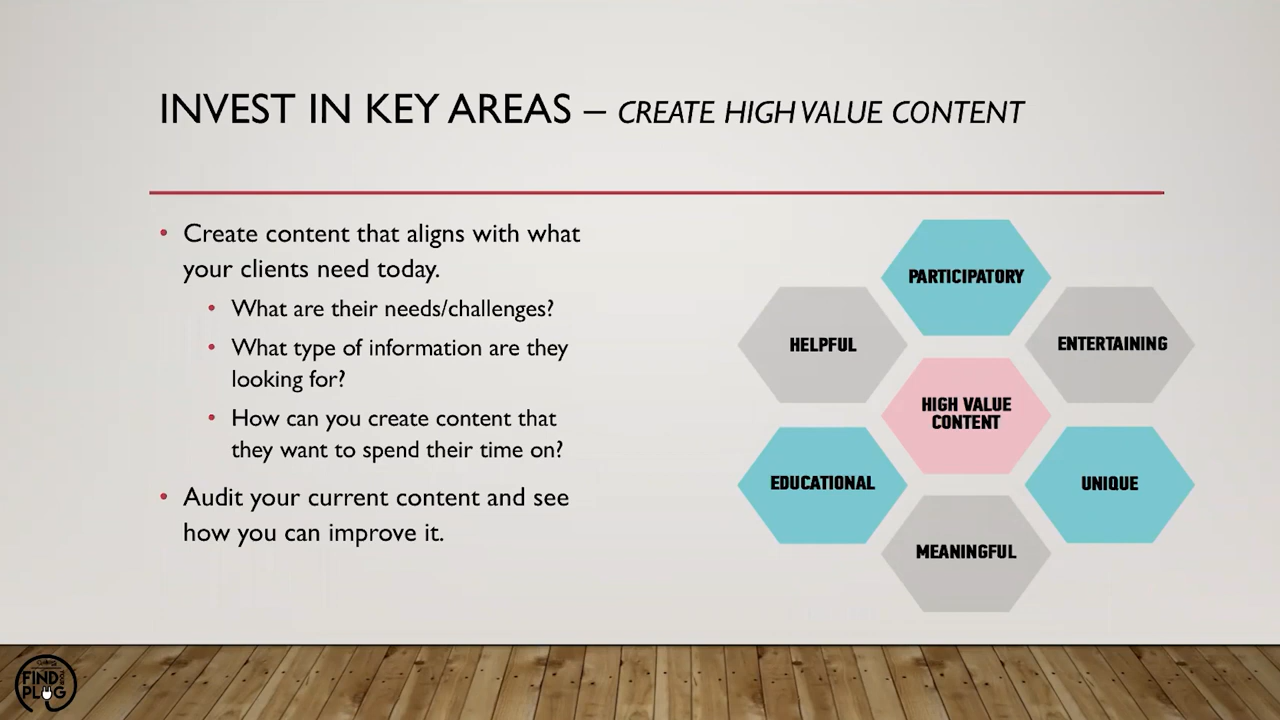 INVEST IN KEY AREAS – CREATE HIGH VALUE CONTENT
• Create content that aligns with what
your clients need today.
• What are their needs/challenges?
• What type of information are they
looking for?
• How can you create content that
they want to spend their time on?
• Audit your current content and see
how you can improve it.
PARTICIPATORY
HELPFUL
ENTERTAINING
HIGH VALUE
CONTENT
EDUCATIONAL
UNIQUE
MEANINGFUL
FIND
PLUG